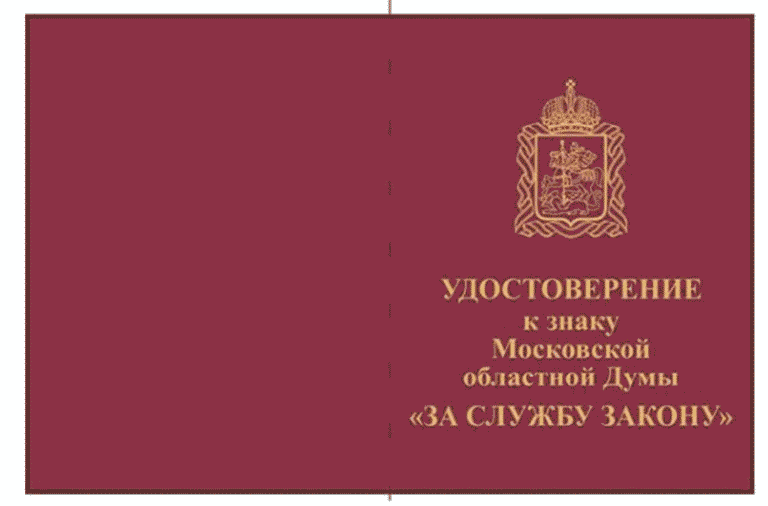 УДОСТОВЕРЕНИЕ
к знаку
Московской
областной Думы
«ЗА СЛУЖБУ ЗАКОНУ»